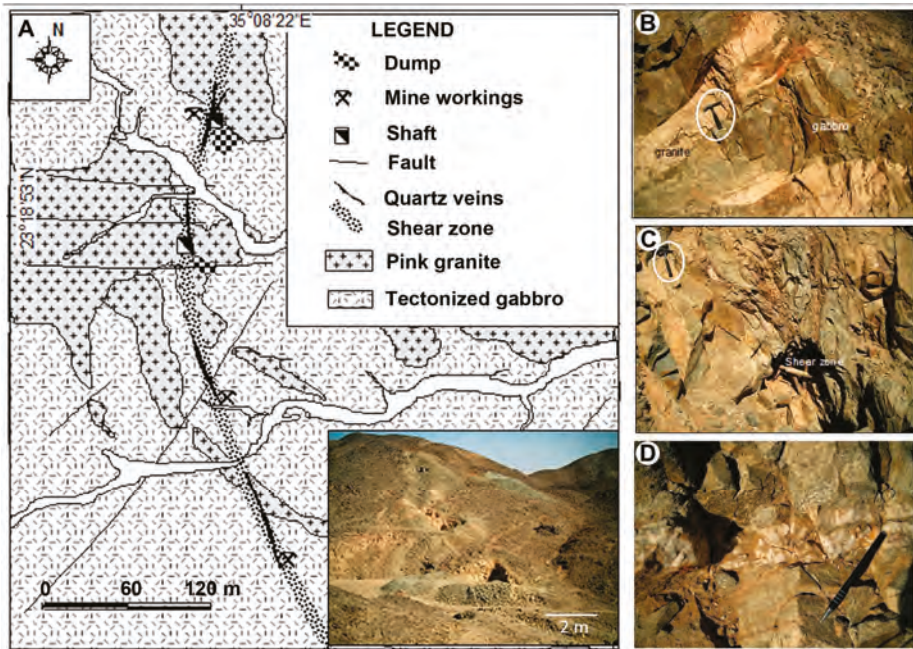 A
N
35°08'22"E
23°18'53 N
LEGEND
Dump
Mine workings
Shaft
Fault
Quartz veins
Shear zone
Pink granite
Tectonized gabbro
0 60 120 m
2 m
B
granite
gabbro
C
Sheer zone
D